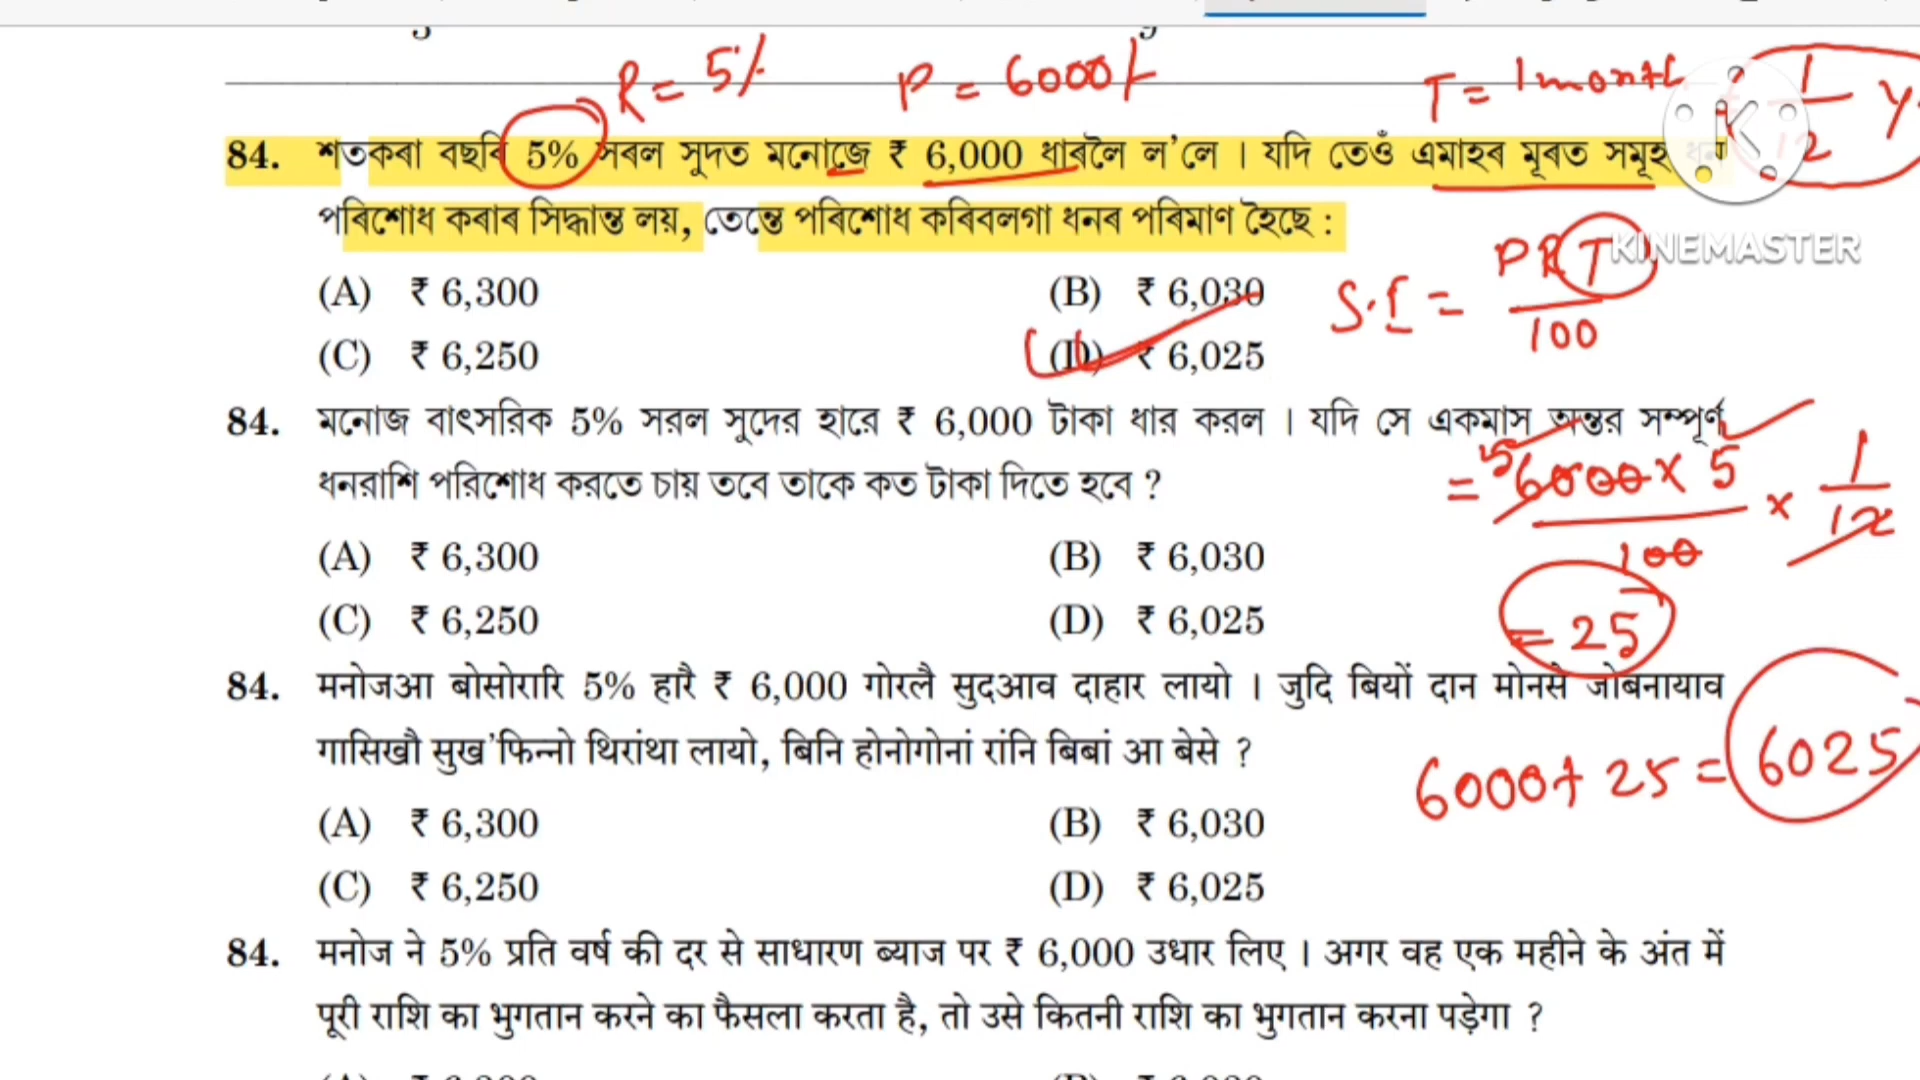 R = 5% P = 6000/- T = 1 month = 1/12 y
84. শতকৰা বছৰি 5% সৰল সুদত মনোজে ₹ 6,000 ধাৰলৈ ল’লে । যদি তেওঁ এমাহৰ মূৰত সমূহ ধন
পৰিশোধ কৰাৰ সিদ্ধান্ত লয়, তেন্তে পৰিশোধ কৰিবলগা ধনৰ পৰিমাণ হৈছে :
KINEMASTER
(A) ₹ 6,300 (B) ₹ 6,030
S.I = PRT/100
(C) ₹ 6,250 (D) ₹ 6,025
84. মনোজ বাৎসরিক 5% সরল সুদের হারে ₹ 6,000 টাকা ধার করল । যদি সে একমাস অন্তর সম্পূর্ণ
ধনরাশি পরিশোধ করতে চায় তবে তাকে কত টাকা দিতে হবে ?
= 6000 x 5/100 x 1/12
5
(A) ₹ 6,300 (B) ₹ 6,030
(C) ₹ 6,250 (D) ₹ 6,025
= 25
84. मनोजआ बोसोरारि 5% हारै ₹ 6,000 गोरलै सुदआव दाहार लायो । जुदि बियों दान मोनसे जोबनायाव
गासिखौ सुख'फिन्नो थिरांथा लायो, बिनि होनोगोनां रांनि बिबां आ बेसे ?
6000 + 25 = 6025
(A) ₹ 6,300 (B) ₹ 6,030
(C) ₹ 6,250 (D) ₹ 6,025
84. मनोज ने 5% प्रति वर्ष की दर से साधारण ब्याज पर ₹ 6,000 उधार लिए । अगर वह एक महीने के अंत में
पूरी राशि का भुगतान करने का फैसला करता है, तो उसे कितनी राशि का भुगतान करना पड़ेगा ?